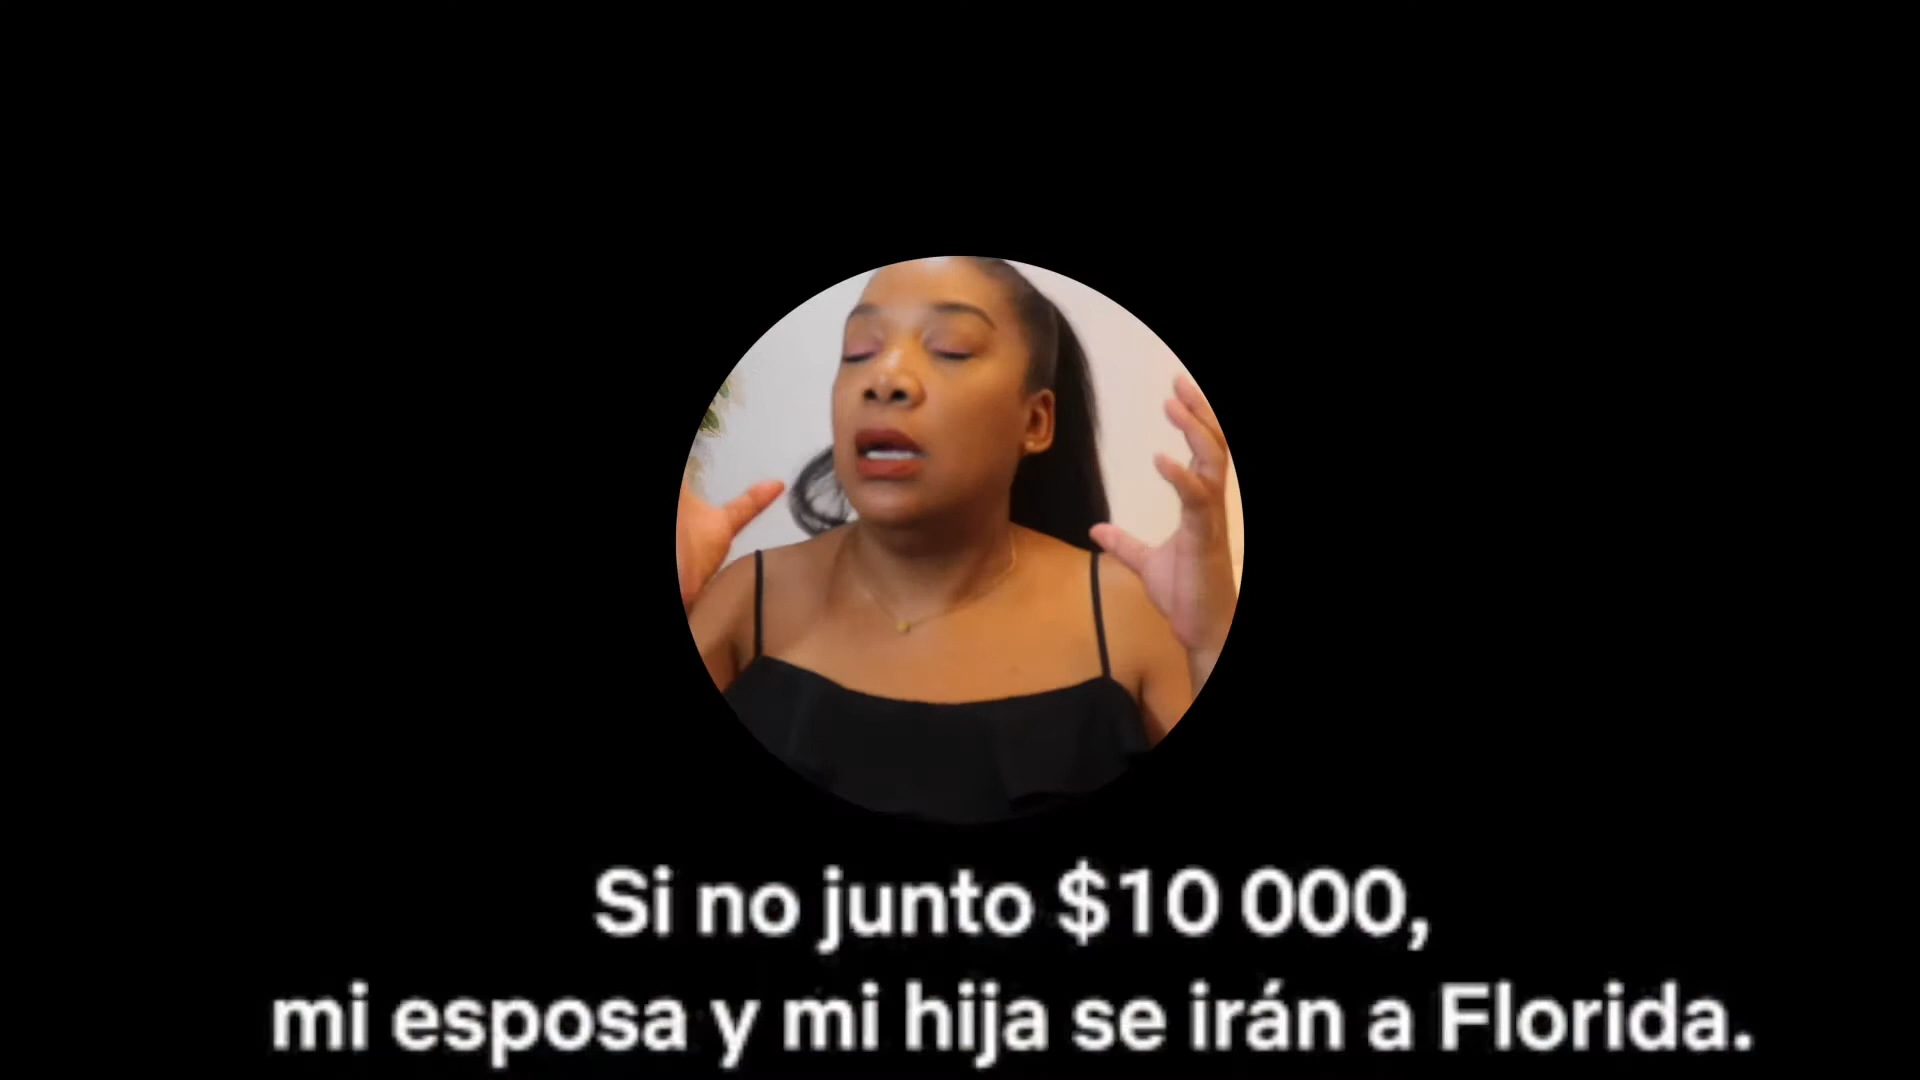 Si no junto $10 000,
mi esposa y mi hija se irán a Florida.